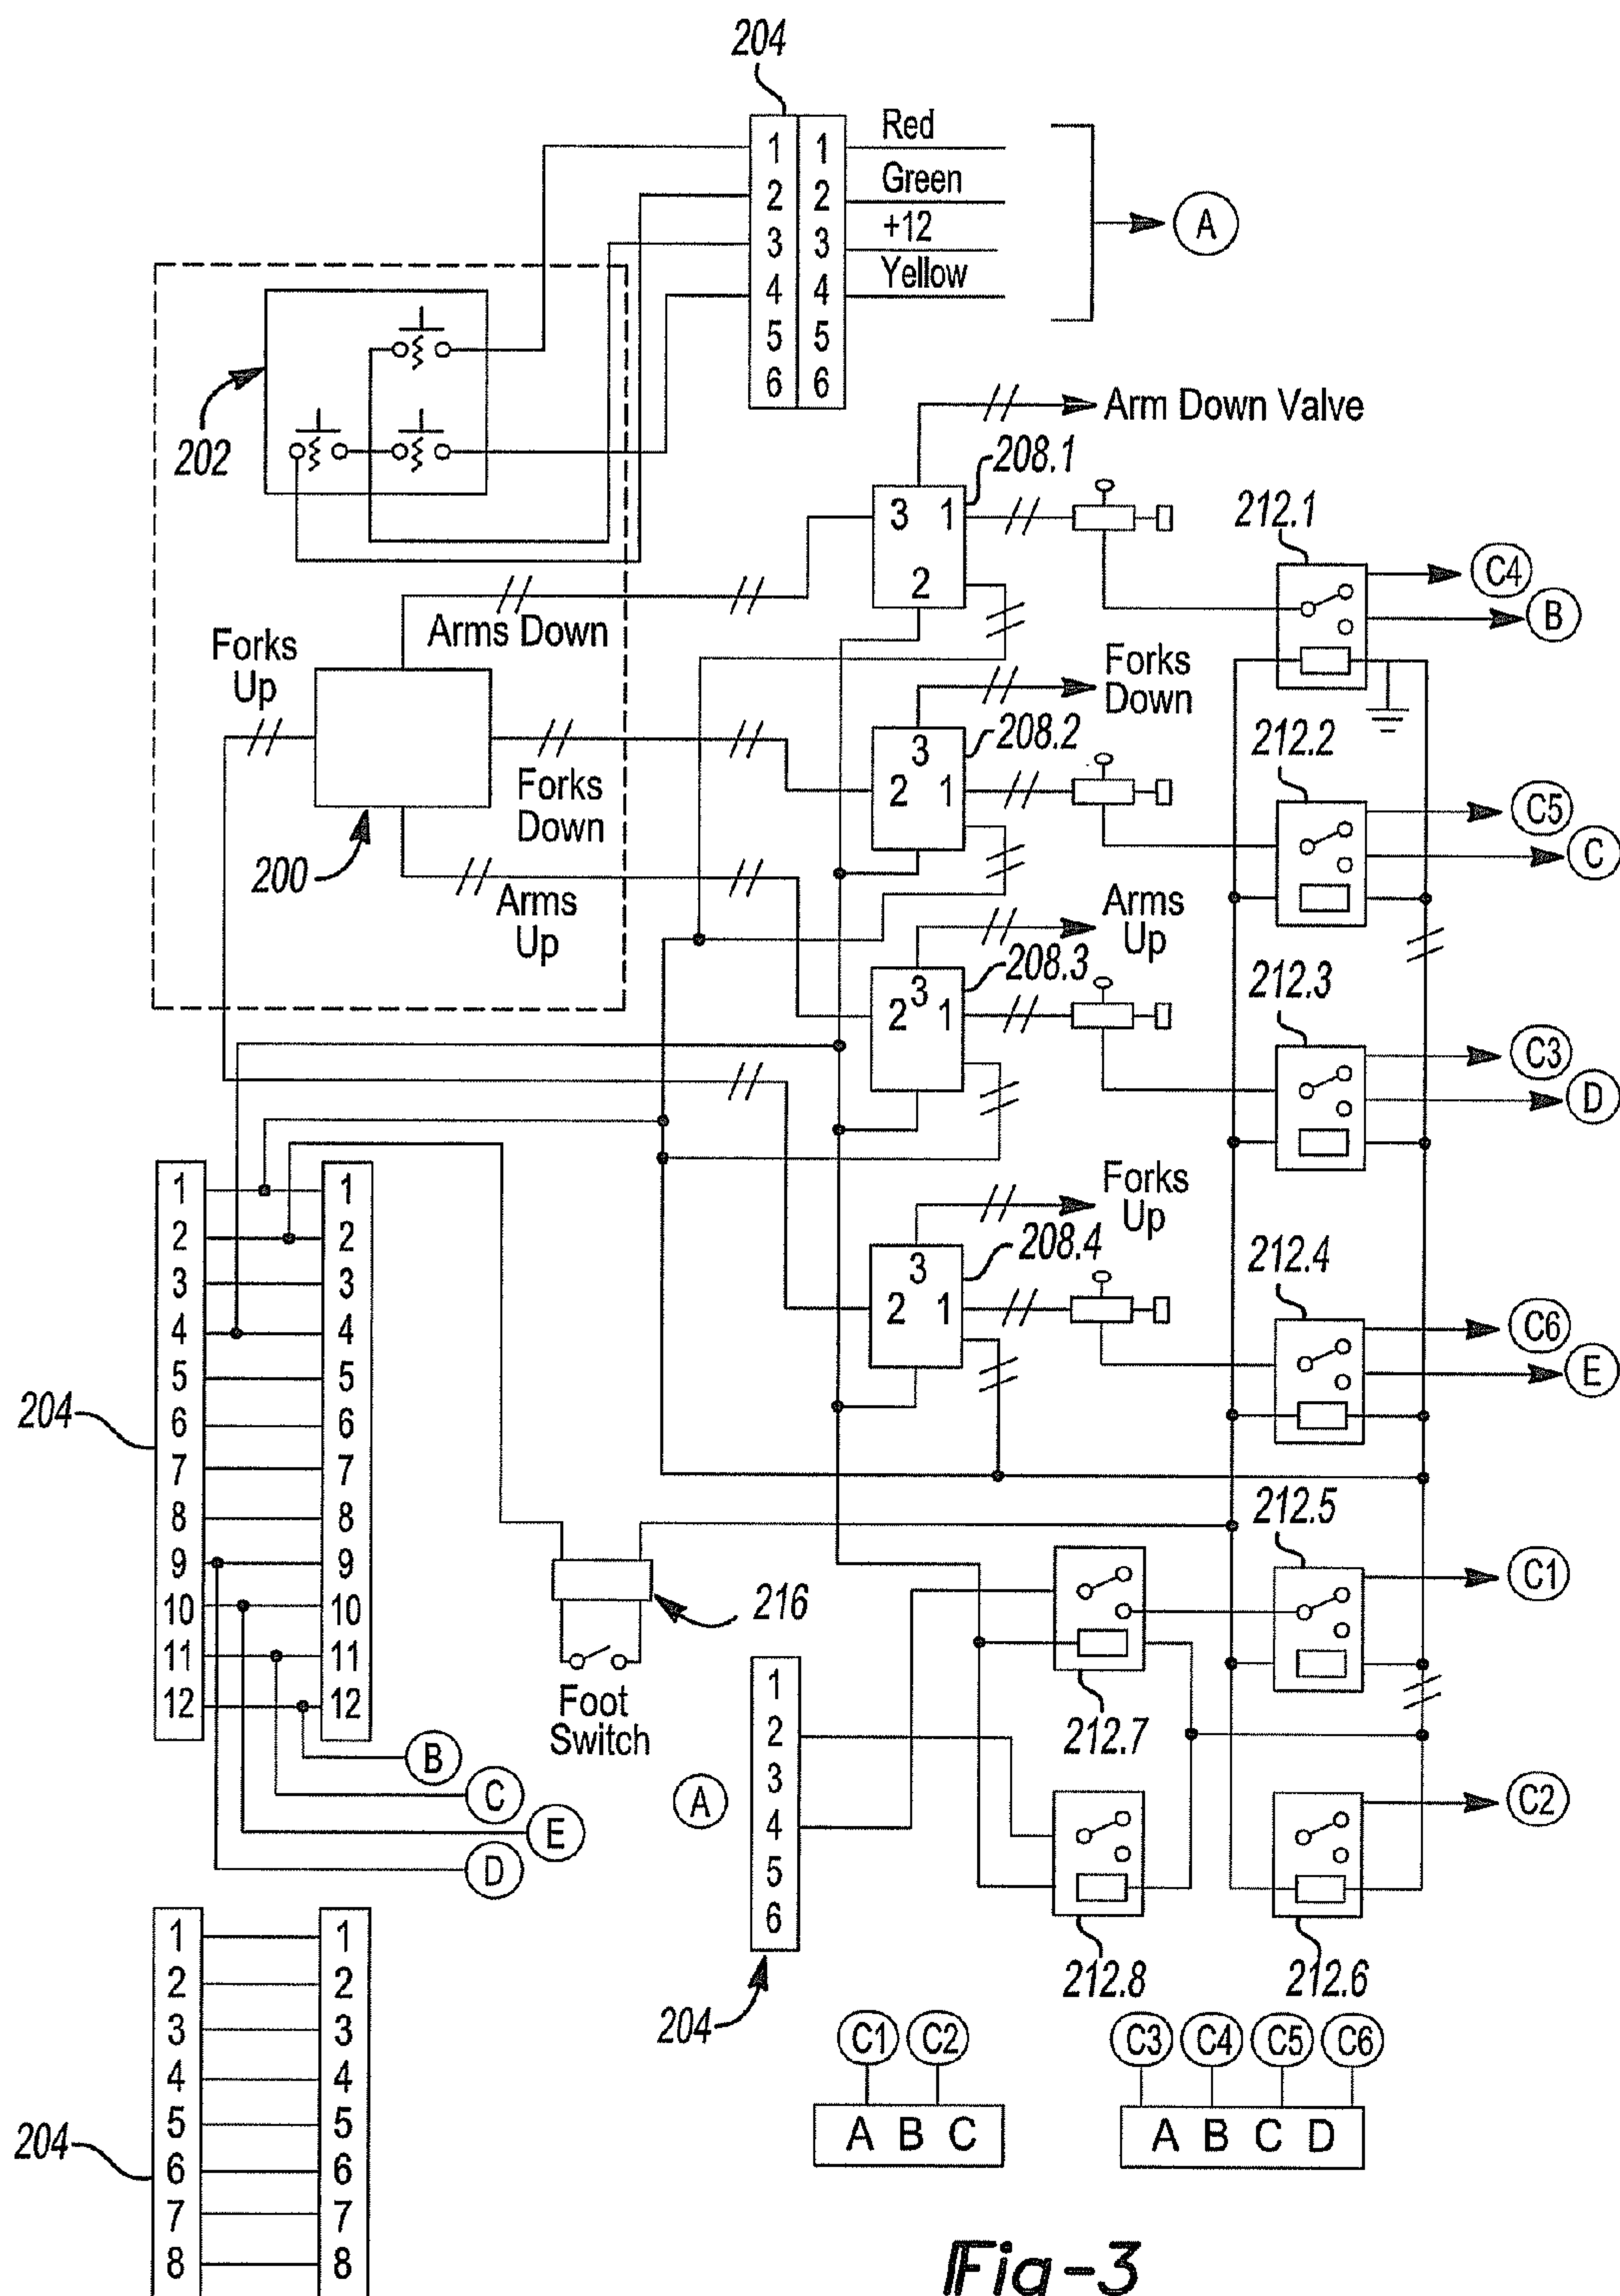 204
1 1 Red
2 2 Green
3 3 +12
4 4 Yellow
5 5
6 6
A
202
Arm Down Valve
208.1
3 1
2
212.1
C4
B
Arms Down
Forks
Up
Forks
Down
200
Forks
Down
208.2
3
2 1
212.2
C5
C
Arms
Up
Arms
Up
208.3
3
2 1
212.3
C3
D
Forks
Up
208.4
3
2 1
212.4
C6
E
204
1 1
2 2
3 3
4 4
5 5
6 6
7 7
8 8
9 9
10 10
11 11
12 12
B
C
E
D
216
Foot
Switch
212.5
C1
212.7
A
1
2
3
4
5
6
204
C2
212.8
212.6
C1 C2
A B C
C3 C4 C5 C6
A B C D
204
1 1
2 2
3 3
4 4
5 5
6 6
7 7
8 8
Fig-3